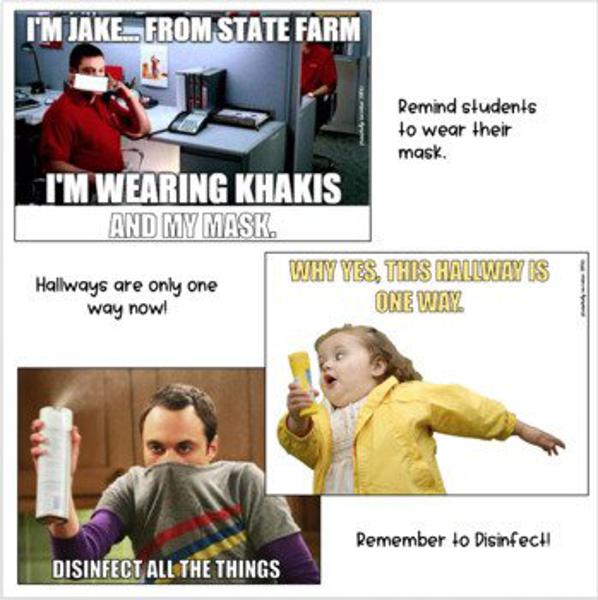 I'M JAKE... FROM STATE FARM
I'M WEARING KHAKIS
AND MY MASK.
Remind students
to wear their
mask.
Hallways are only one
way now!
WHY YES, THIS HALLWAY IS
ONE WAY.
DISINFECT ALL THE THINGS
Remember to Disinfect!